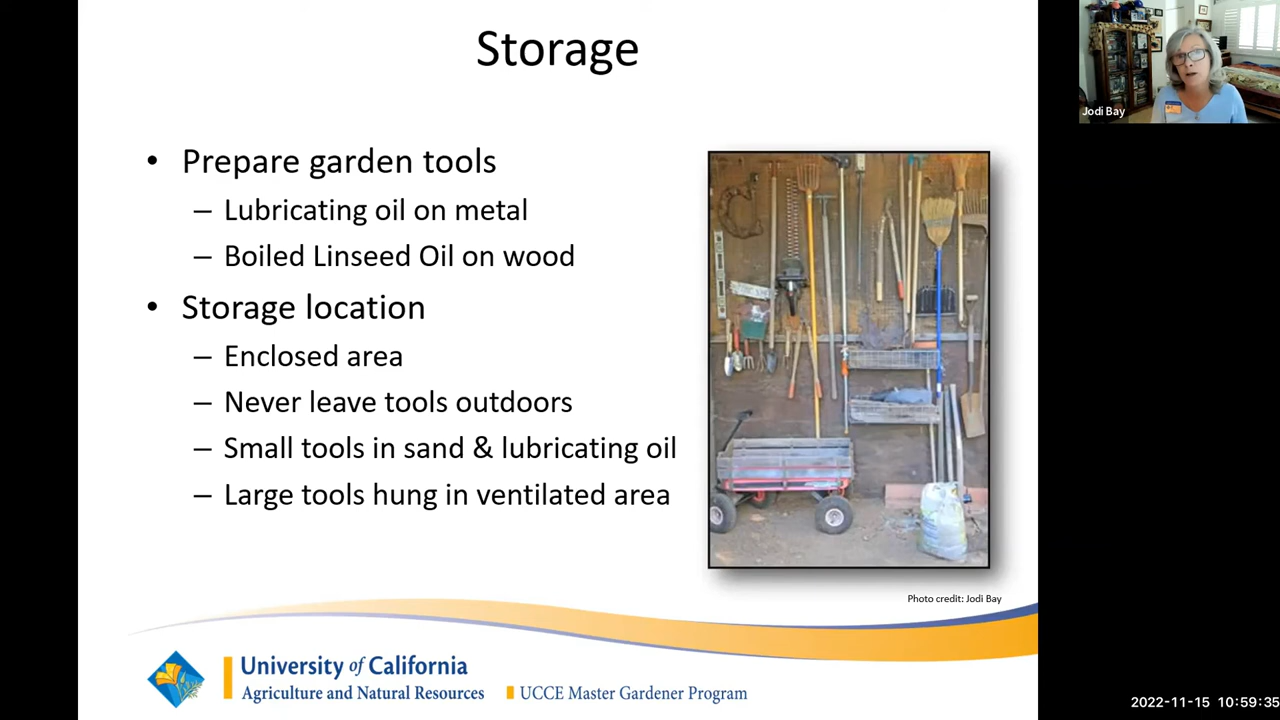 Storage
• Prepare garden tools
– Lubricating oil on metal
– Boiled Linseed Oil on wood
• Storage location
– Enclosed area
– Never leave tools outdoors
– Small tools in sand & lubricating oil
– Large tools hung in ventilated area
Photo credit: Jodi Bay
University of California
Agriculture and Natural Resources
UCCE Master Gardener Program
Jodi Bay
2022-11-15 10:59:35